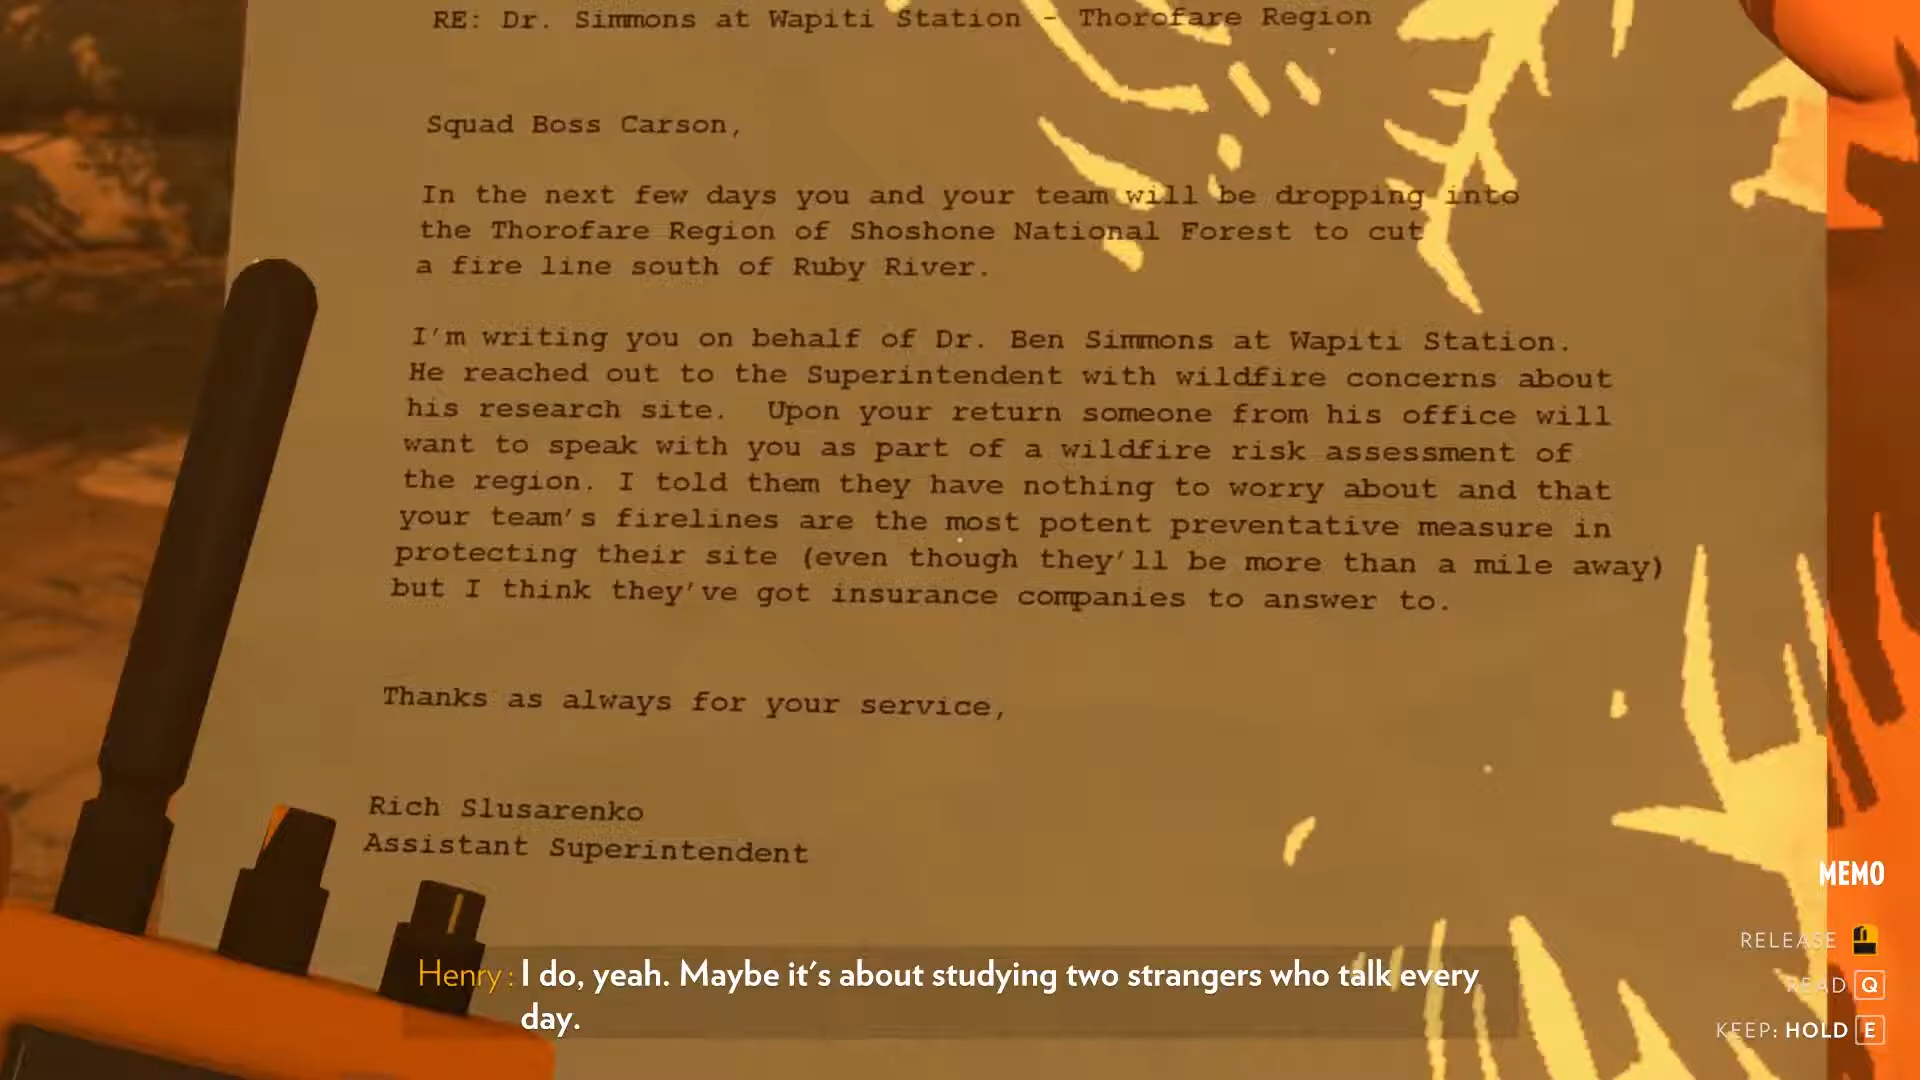 RE: Dr. Simmons at Wapiti Station - Thorofare Region
Squad Boss Carson,
In the next few days you and your team will be dropping into
the Thorofare Region of Shoshone National Forest to cut
a fire line south of Ruby River.
I'm writing you on behalf of Dr. Ben Simmons at Wapiti Station.
He reached out to the Superintendent with wildfire concerns about
his research site.  Upon your return someone from his office will
want to speak with you as part of a wildfire risk assessment of
the region. I told them they have nothing to worry about and that
your team's firelines are the most potent preventative measure in
protecting their site (even though they'll be more than a mile away)
but I think they've got insurance companies to answer to.
Thanks as always for your service,
Rich Slusarenko
Assistant Superintendent
MEMO
RELEASE
READ Q
KEEP: HOLD E
Henry: I do, yeah. Maybe it's about studying two strangers who talk every
day.